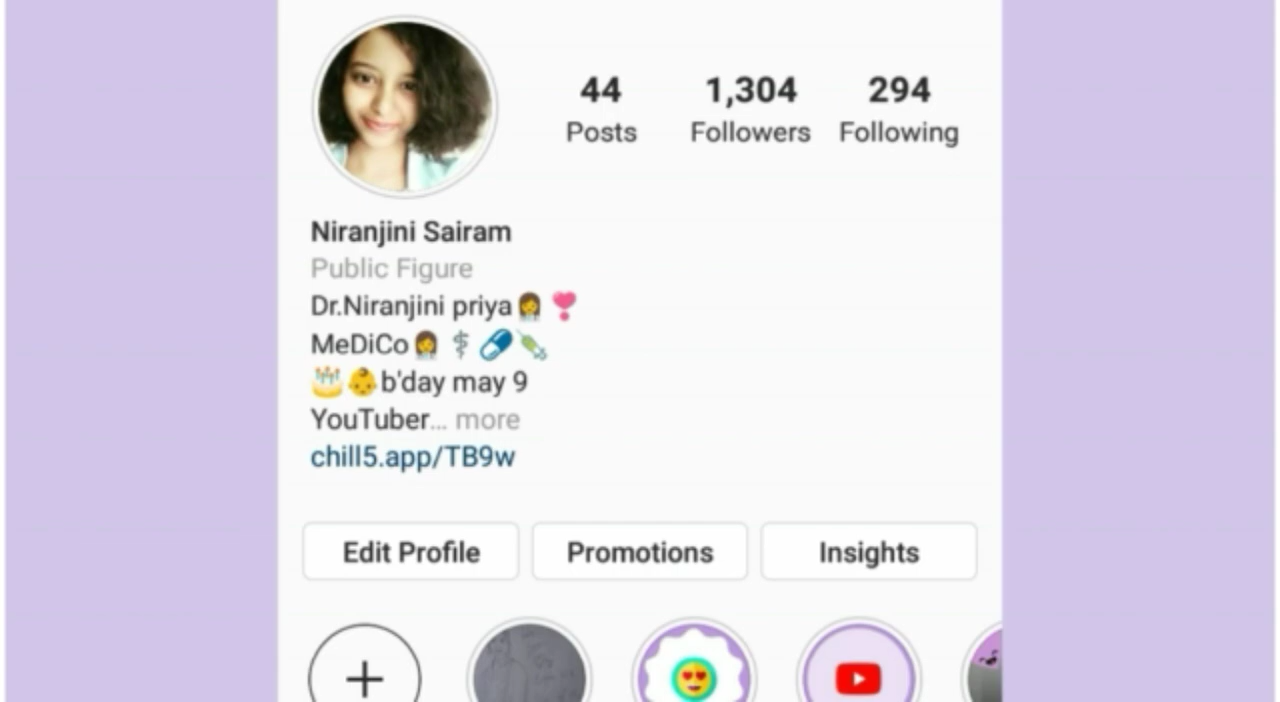 44 1,304 294
Posts Followers Following
Niranjini Sairam
Public Figure
Dr.Niranjini priya👩‍⚕️❣️
MeDiCo👩‍⚕️⚕️💊💉
🎂👶b'day may 9
YouTuber... more
chill5.app/TB9w
Edit Profile Promotions Insights